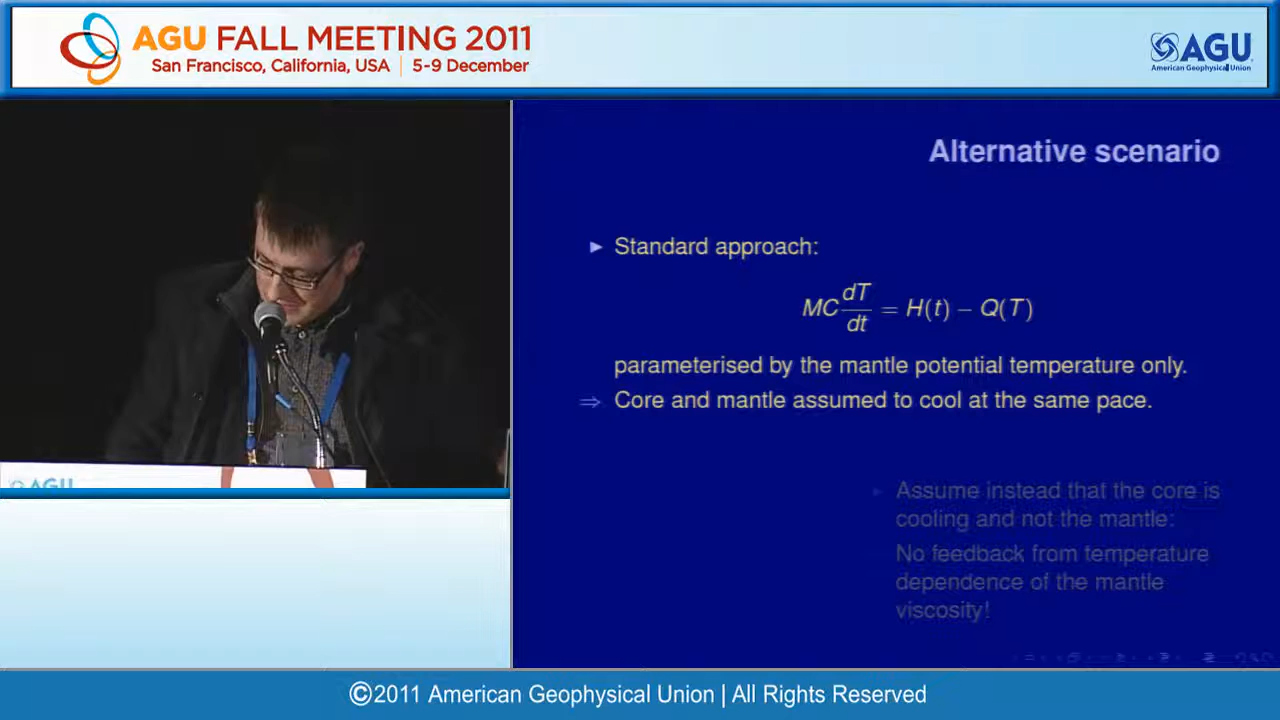 AGU FALL MEETING 2011
San Francisco, California, USA | 5-9 December
AGU
American Geophysical Union
Alternative scenario
► Standard approach:
MC dT/dt = H(t) − Q(T)
parameterised by the mantle potential temperature only.
⇒ Core and mantle assumed to cool at the same pace.
► Assume instead that the core is
cooling and not the mantle:
No feedback from temperature
dependence of the mantle
viscosity!
AGU
©2011 American Geophysical Union | All Rights Reserved